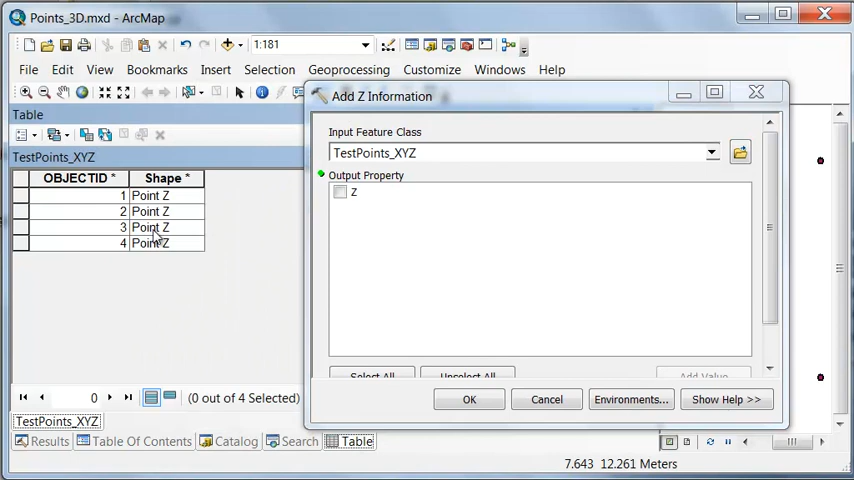 Points_3D.mxd - ArcMap
1:181
File Edit View Bookmarks Insert Selection Geoprocessing Customize Windows Help
Table
TestPoints_XYZ
OBJECTID * Shape *
1 Point Z
2 Point Z
3 Point Z
4 Point Z
0 (0 out of 4 Selected)
TestPoints_XYZ
Results Table Of Contents Catalog Search Table
Add Z Information
Input Feature Class
TestPoints_XYZ
Output Property
Z
Select All Unselect All Add Value
OK Cancel Environments... Show Help >>
7.643 12.261 Meters